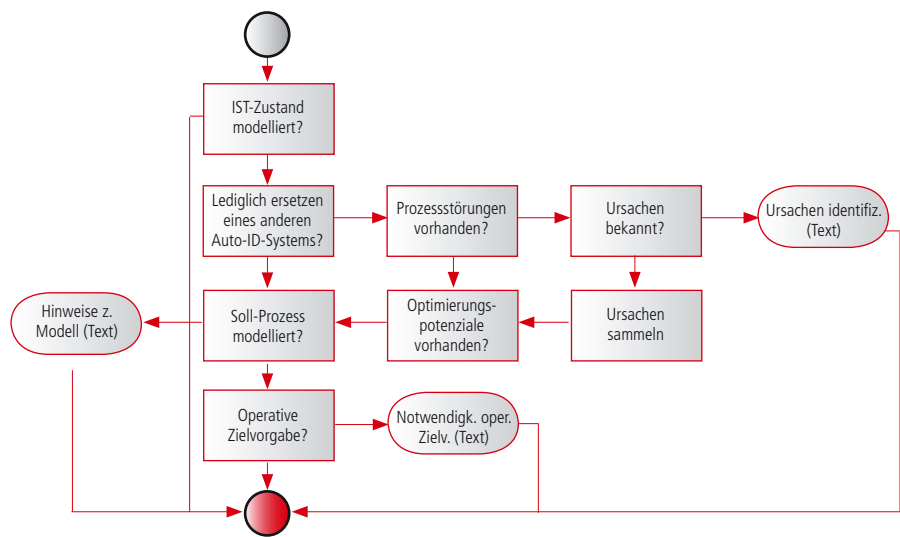 IST-Zustand
modelliert?
Lediglich ersetzen
eines anderen
Auto-ID-Systems?
Prozessstörungen
vorhanden?
Ursachen
bekannt?
Ursachen identifiz.
(Text)
Hinweise z.
Modell (Text)
Soll-Prozess
modelliert?
Optimierungs-
potenziale
vorhanden?
Ursachen
sammeln
Operative
Zielvorgabe?
Notwendigk. oper.
Zielv. (Text)